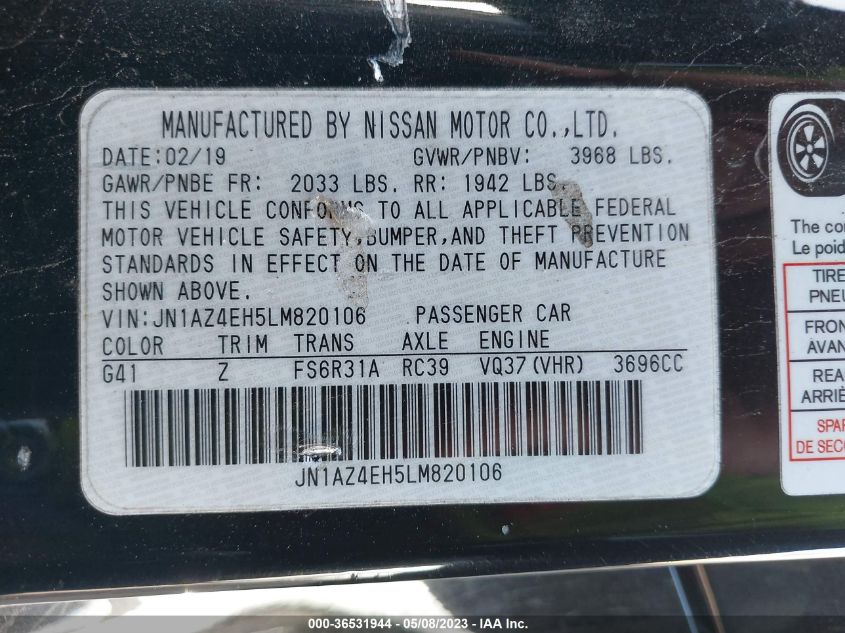 MANUFACTURED BY NISSAN MOTOR CO.,LTD.
DATE:02/19 GVWR/PNBV: 3968 LBS.
GAWR/PNBE FR: 2033 LBS. RR: 1942 LBS
THIS VEHICLE CONFORMS TO ALL APPLICABLE FEDERAL
MOTOR VEHICLE SAFETY,BUMPER,AND THEFT PREVENTION
STANDARDS IN EFFECT ON THE DATE OF MANUFACTURE
SHOWN ABOVE.
VIN:JN1AZ4EH5LM820106 PASSENGER CAR
COLOR TRIM TRANS AXLE ENGINE
G41 Z FS6R31A RC39 VQ37(VHR) 3696CC
JN1AZ4EH5LM820106
The co
Le poid
TIRE
PNEU
FRON
AVAN
REA
ARRIÈ
SPAR
DE SECO
000-36531944 - 05/08/2023 - IAA Inc.